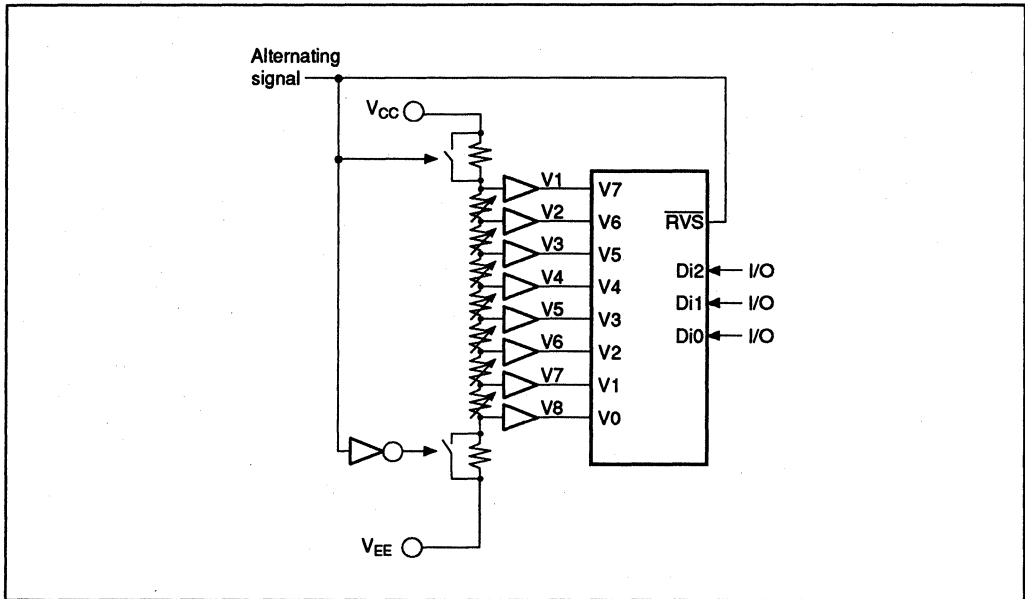 Alternating
signal
VCC
V1 V7
V2 V6 RVS
V3 V5
V4 V4 Di2 I/O
V5 V3 Di1 I/O
V6 V2 Di0 I/O
V7 V1
V8 V0
VEE